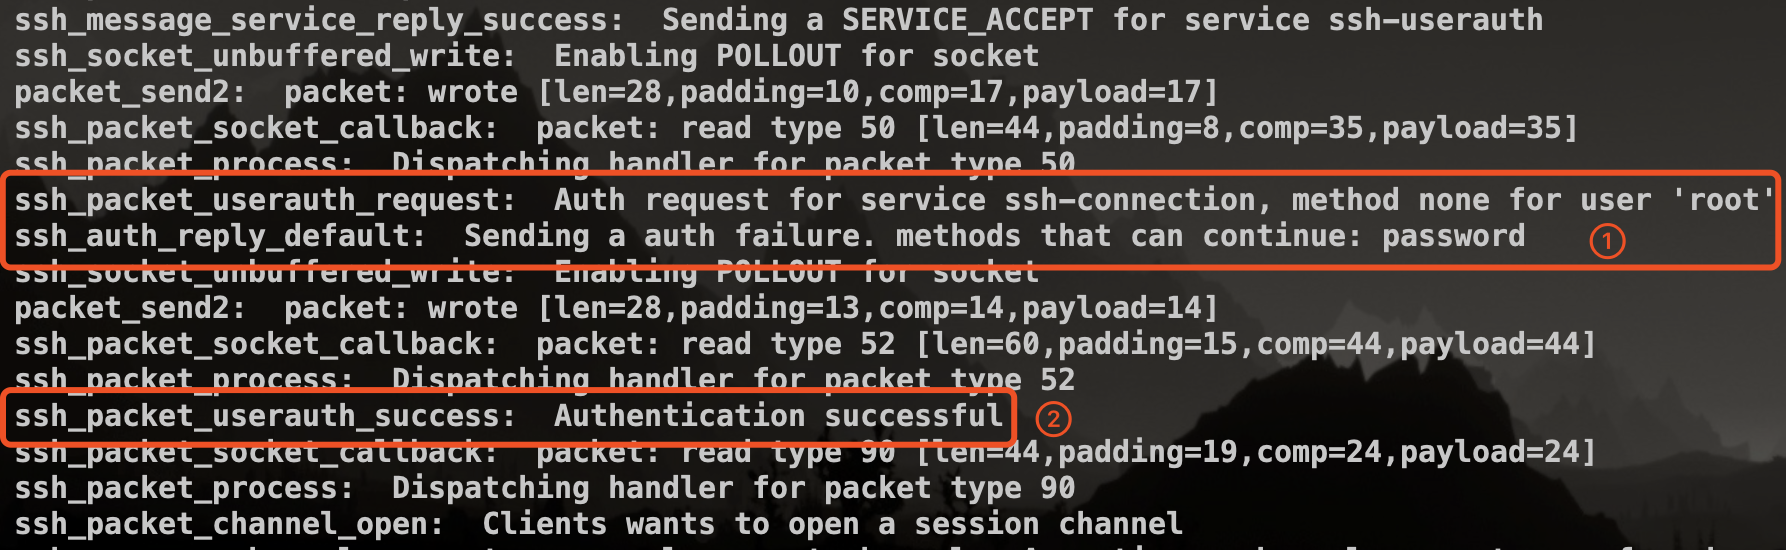 ssh_message_service_reply_success:  Sending a SERVICE_ACCEPT for service ssh-userauth
ssh_socket_unbuffered_write:  Enabling POLLOUT for socket
packet_send2:  packet: wrote [len=28,padding=10,comp=17,payload=17]
ssh_packet_socket_callback:  packet: read type 50 [len=44,padding=8,comp=35,payload=35]
ssh_packet_process:  Dispatching handler for packet type 50
ssh_packet_userauth_request:  Auth request for service ssh-connection, method none for user 'root'
ssh_auth_reply_default:  Sending a auth failure. methods that can continue: password ①
ssh_socket_unbuffered_write:  Enabling POLLOUT for socket
packet_send2:  packet: wrote [len=28,padding=13,comp=14,payload=14]
ssh_packet_socket_callback:  packet: read type 52 [len=60,padding=15,comp=44,payload=44]
ssh_packet_process:  Dispatching handler for packet type 52
ssh_packet_userauth_success:  Authentication successful ②
ssh_packet_socket_callback:  packet: read type 90 [len=44,padding=19,comp=24,payload=24]
ssh_packet_process:  Dispatching handler for packet type 90
ssh_packet_channel_open:  Clients wants to open a session channel